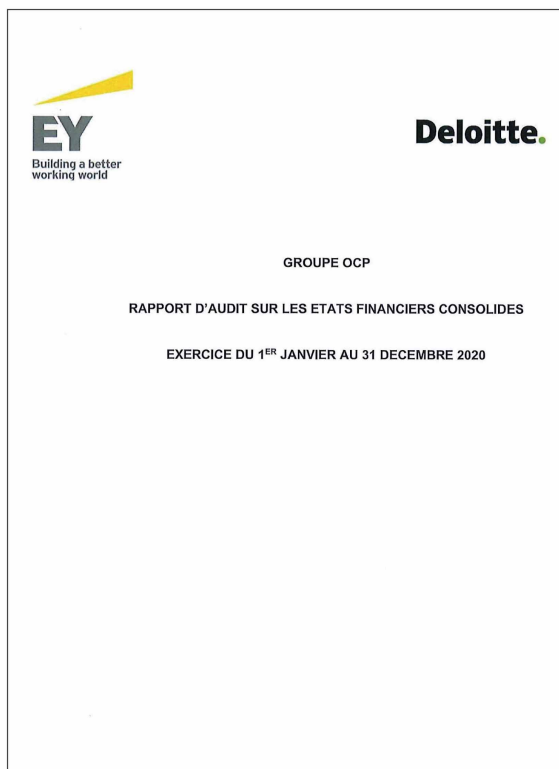 EY
Building a better
working world
Deloitte.
GROUPE OCP
RAPPORT D'AUDIT SUR LES ETATS FINANCIERS CONSOLIDES
EXERCICE DU 1ER JANVIER AU 31 DECEMBRE 2020